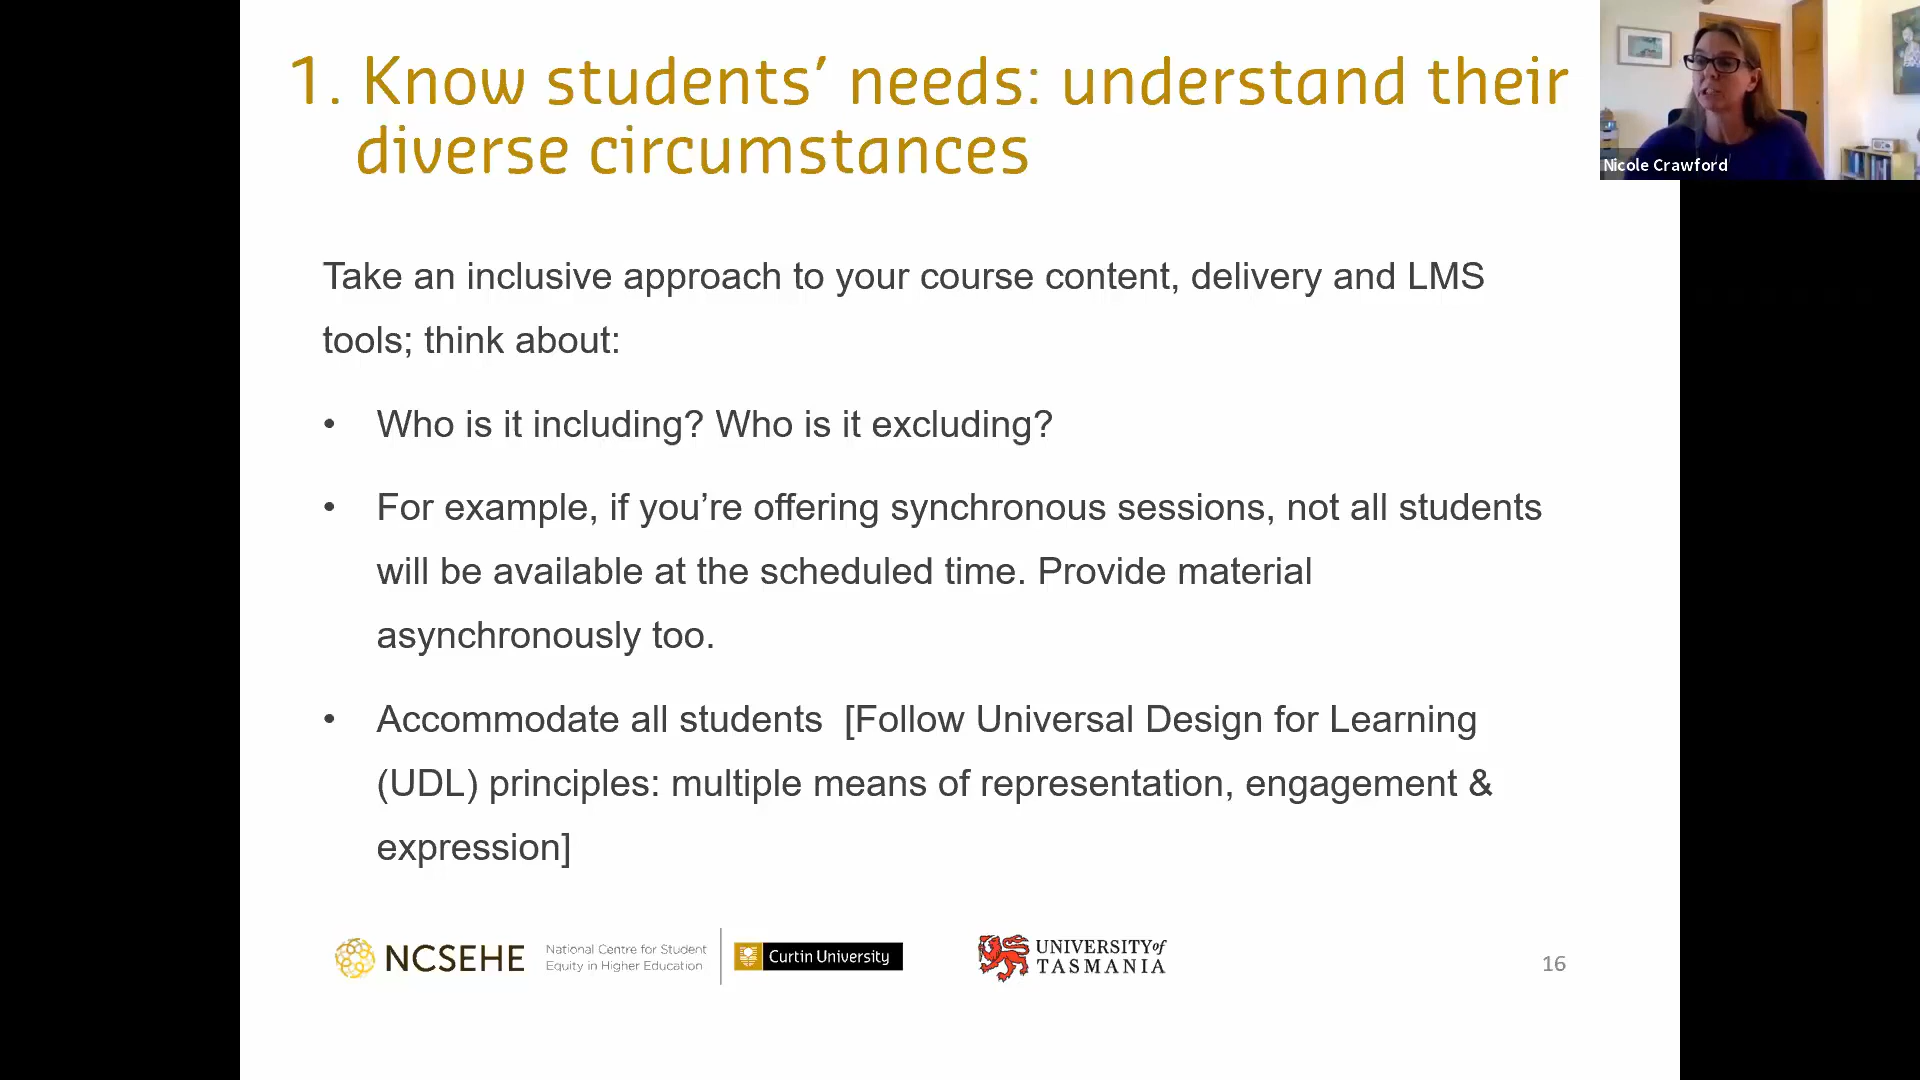 1. Know students’ needs: understand their
diverse circumstances
Nicole Crawford
Take an inclusive approach to your course content, delivery and LMS
tools; think about:
• Who is it including? Who is it excluding?
• For example, if you’re offering synchronous sessions, not all students
will be available at the scheduled time. Provide material
asynchronously too.
• Accommodate all students [Follow Universal Design for Learning
(UDL) principles: multiple means of representation, engagement &
expression]
NCSEHE
National Centre for Student
Equity in Higher Education
Curtin University
UNIVERSITY of
TASMANIA
16